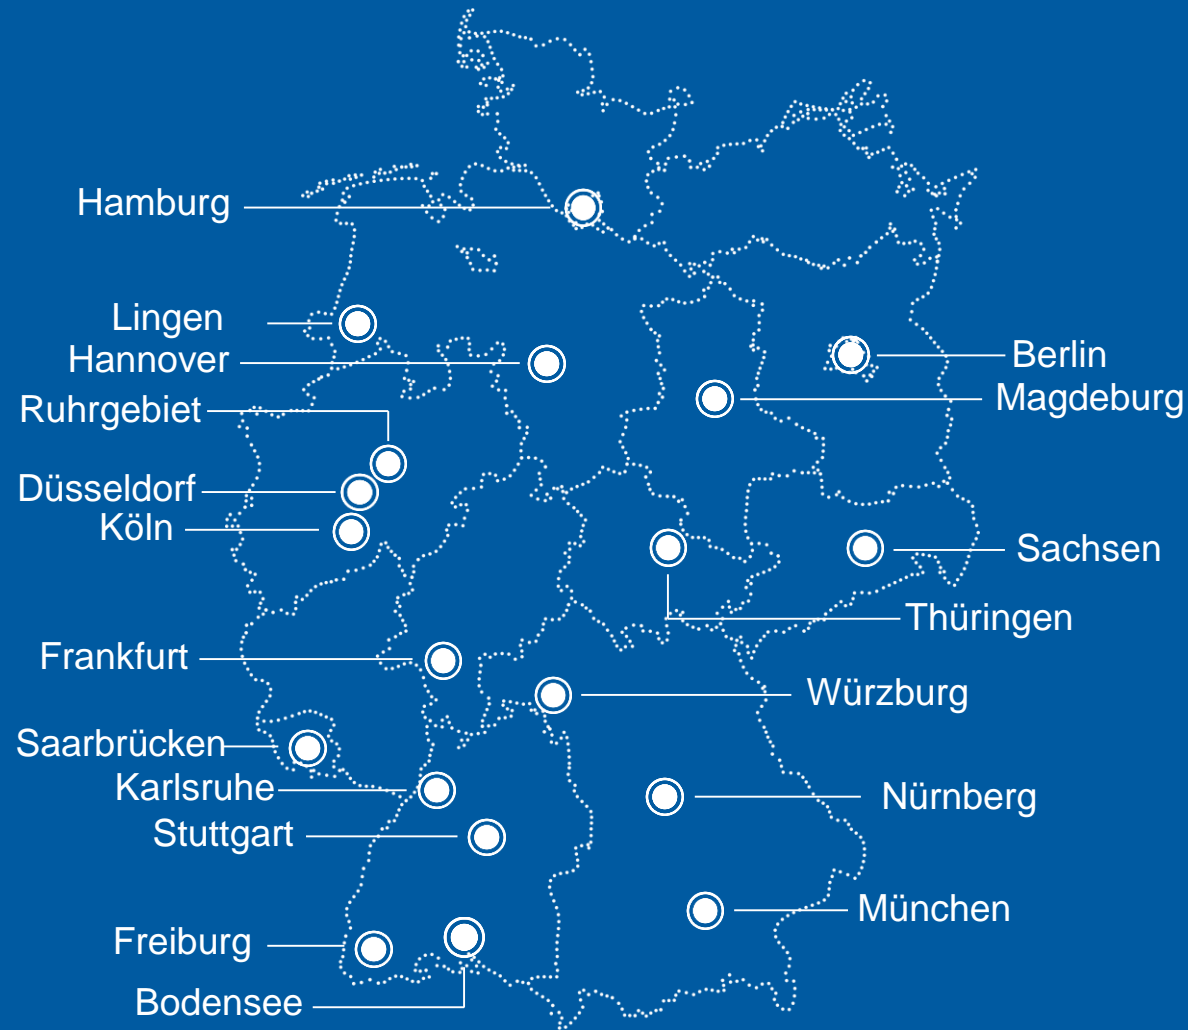 Hamburg
Lingen
Hannover
Berlin
Magdeburg
Ruhrgebiet
Düsseldorf
Köln
Sachsen
Thüringen
Frankfurt
Würzburg
Saarbrücken
Karlsruhe
Nürnberg
Stuttgart
München
Freiburg
Bodensee